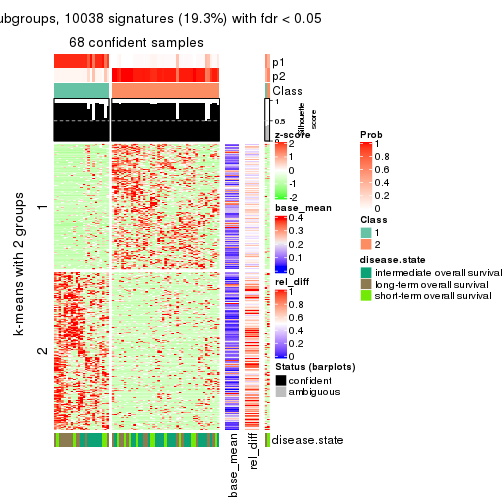 ubgroups, 10038 signatures (19.3%) with fdr < 0.05
68 confident samples
p1
p2
Class
1
0.5
Silhouette
score
k-means with 2 groups
1
2
z-score
2
1
0
-1
-2
base_mean
0.4
0.3
0.2
0.1
0
rel_diff
1
0.8
0.6
0.4
0.2
0
Status (barplots)
confident
ambiguous
Prob
1
0.8
0.6
0.4
0.2
0
Class
1
2
disease.state
intermediate overall survival
long-term overall survival
short-term overall survival
disease.state
base_mean
rel_diff